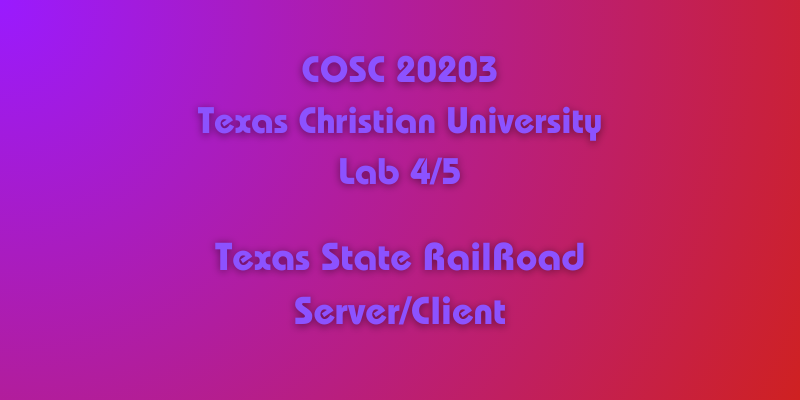 COSC 20203
Texas Christian University
Lab 4/5
Texas State RailRoad
Server/Client